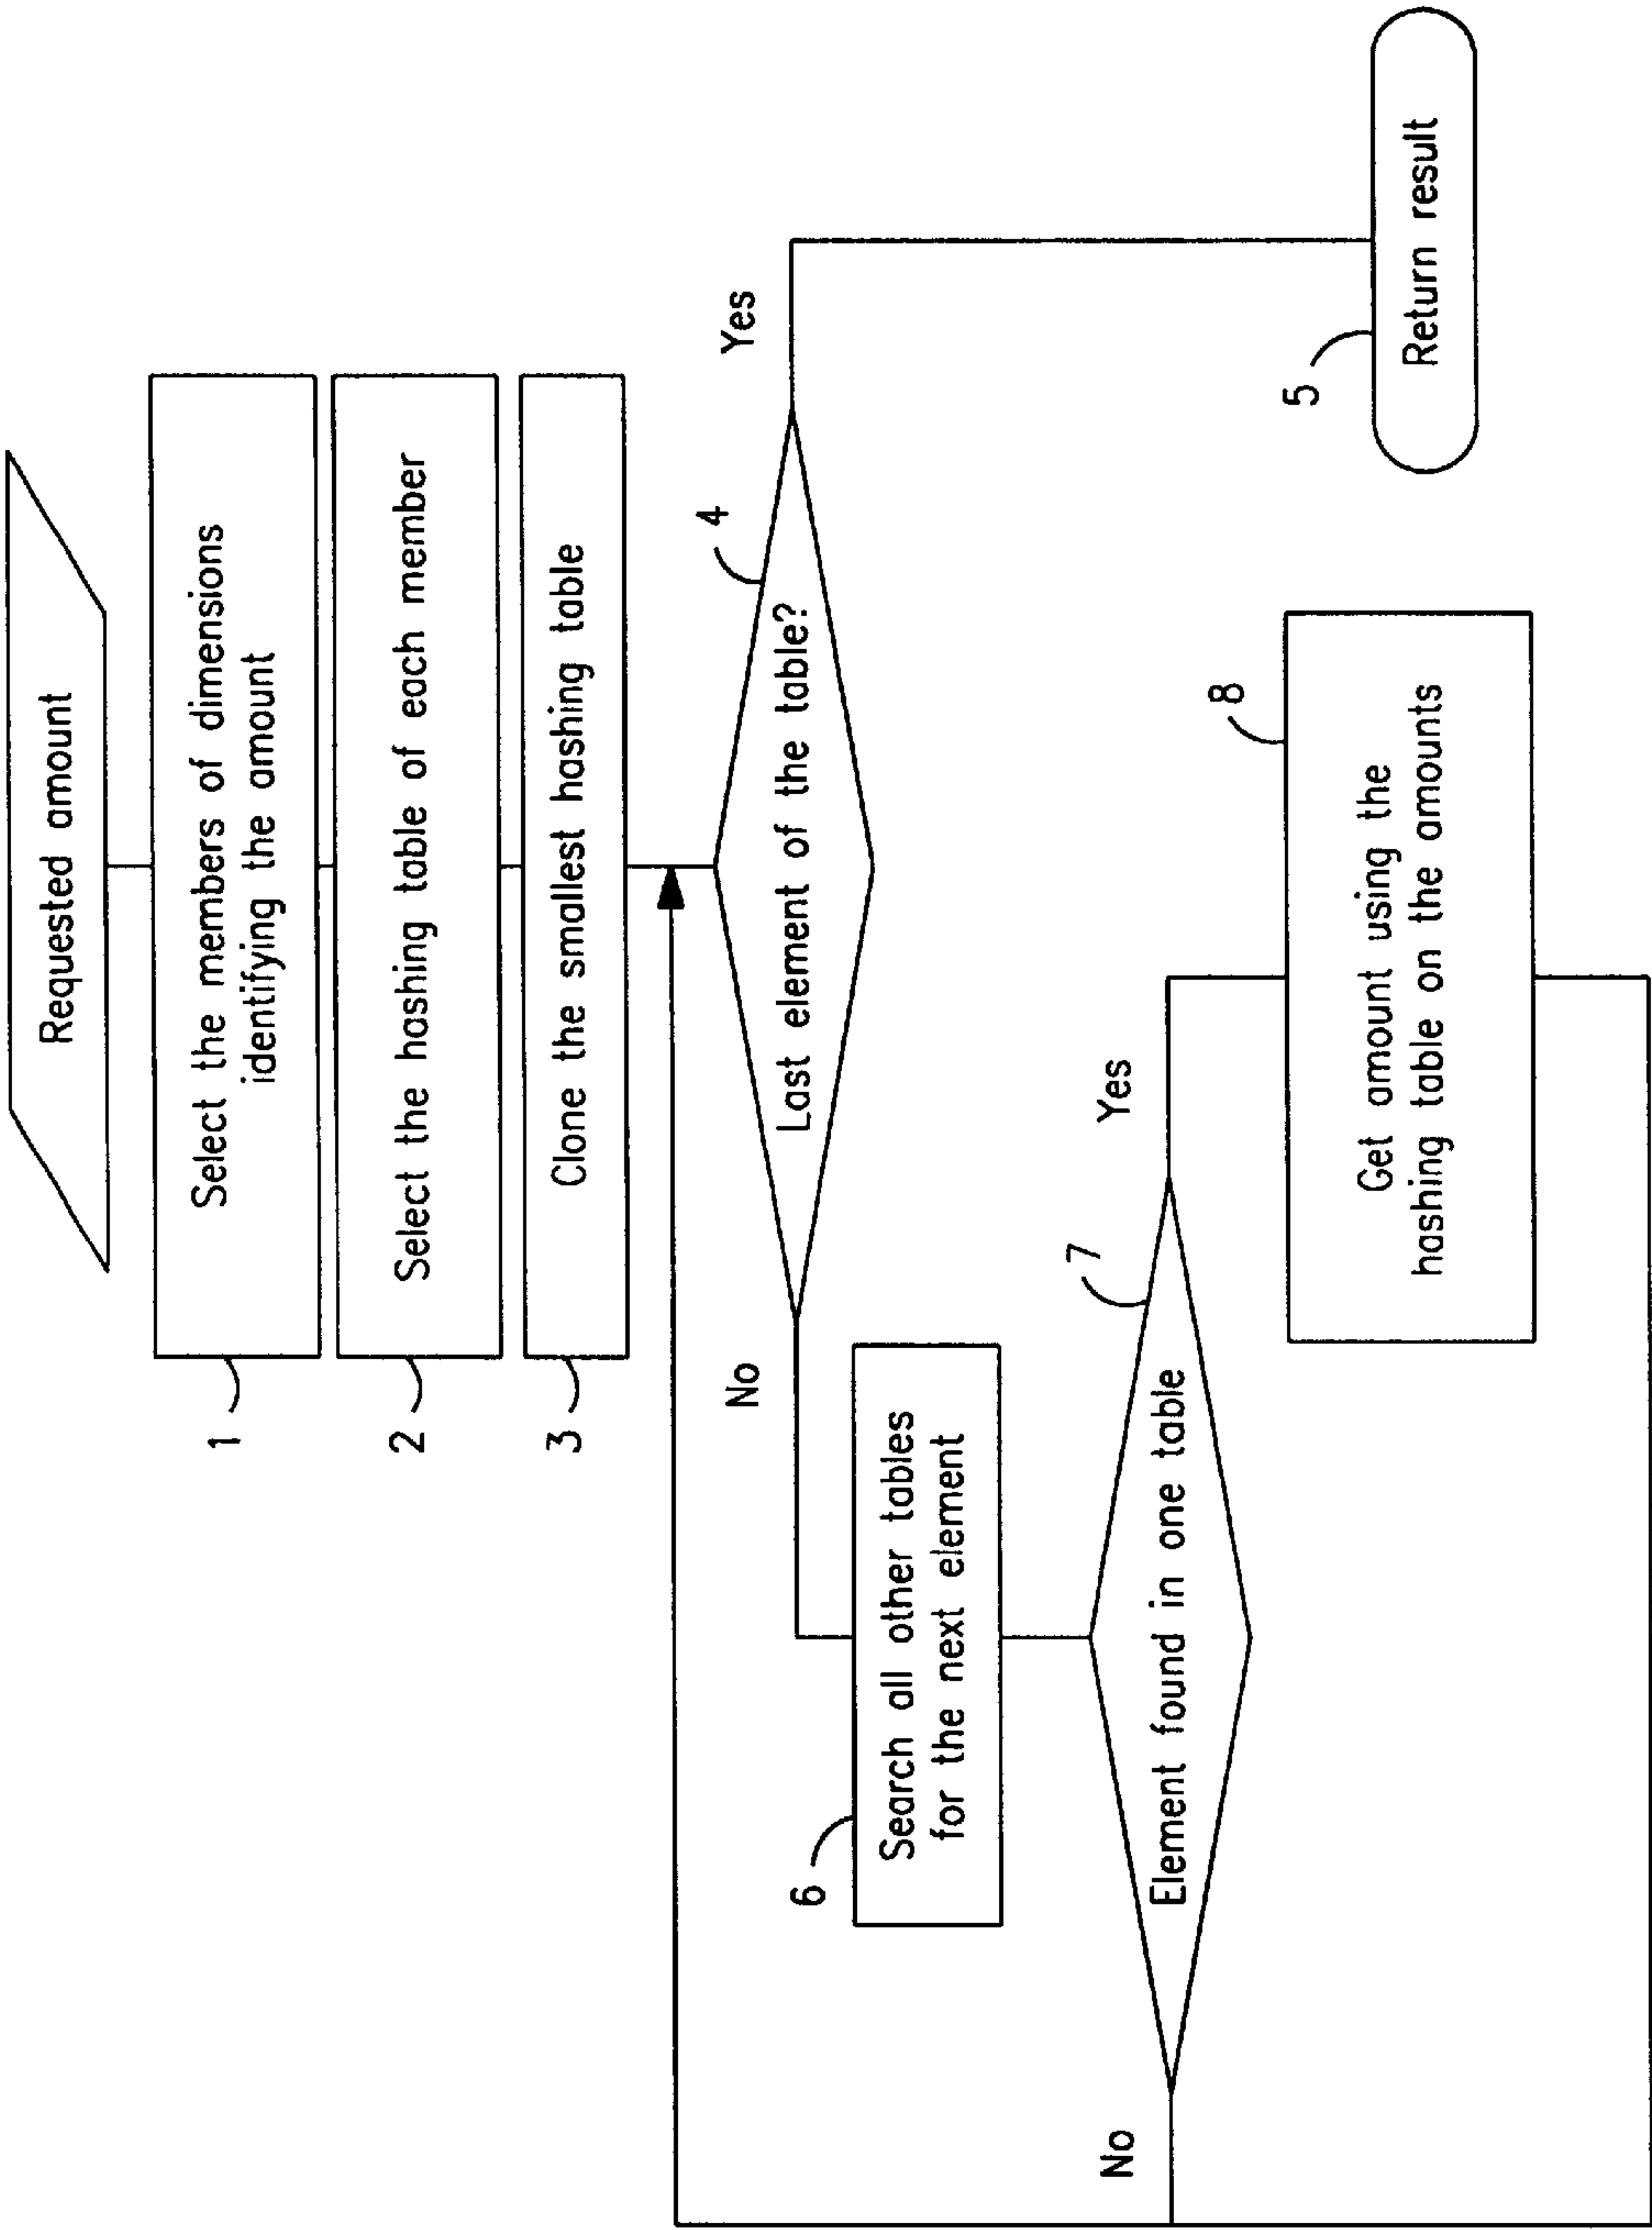 Requested amount
Select the members of dimensions
identifying the amount
1
Select the hashing table of each member
2
Clone the smallest hashing table
3
Last element of the table?
4
No
Yes
Search all other tables
for the next element
6
Element found in one table
7
No
Yes
Get amount using the
hashing table on the amounts
8
5
Return result